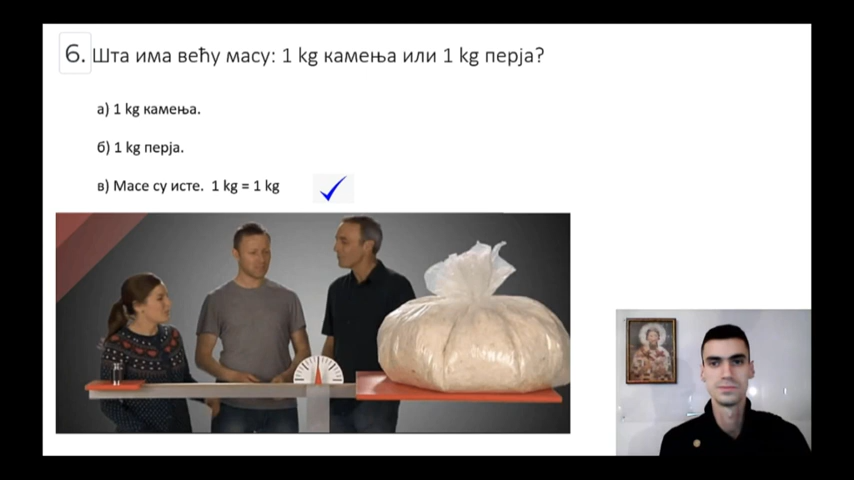 6. Шта има већу масу: 1 kg камења или 1 kg перја?
а) 1 kg камења.
б) 1 kg перја.
в) Масе су исте. 1 kg = 1 kg